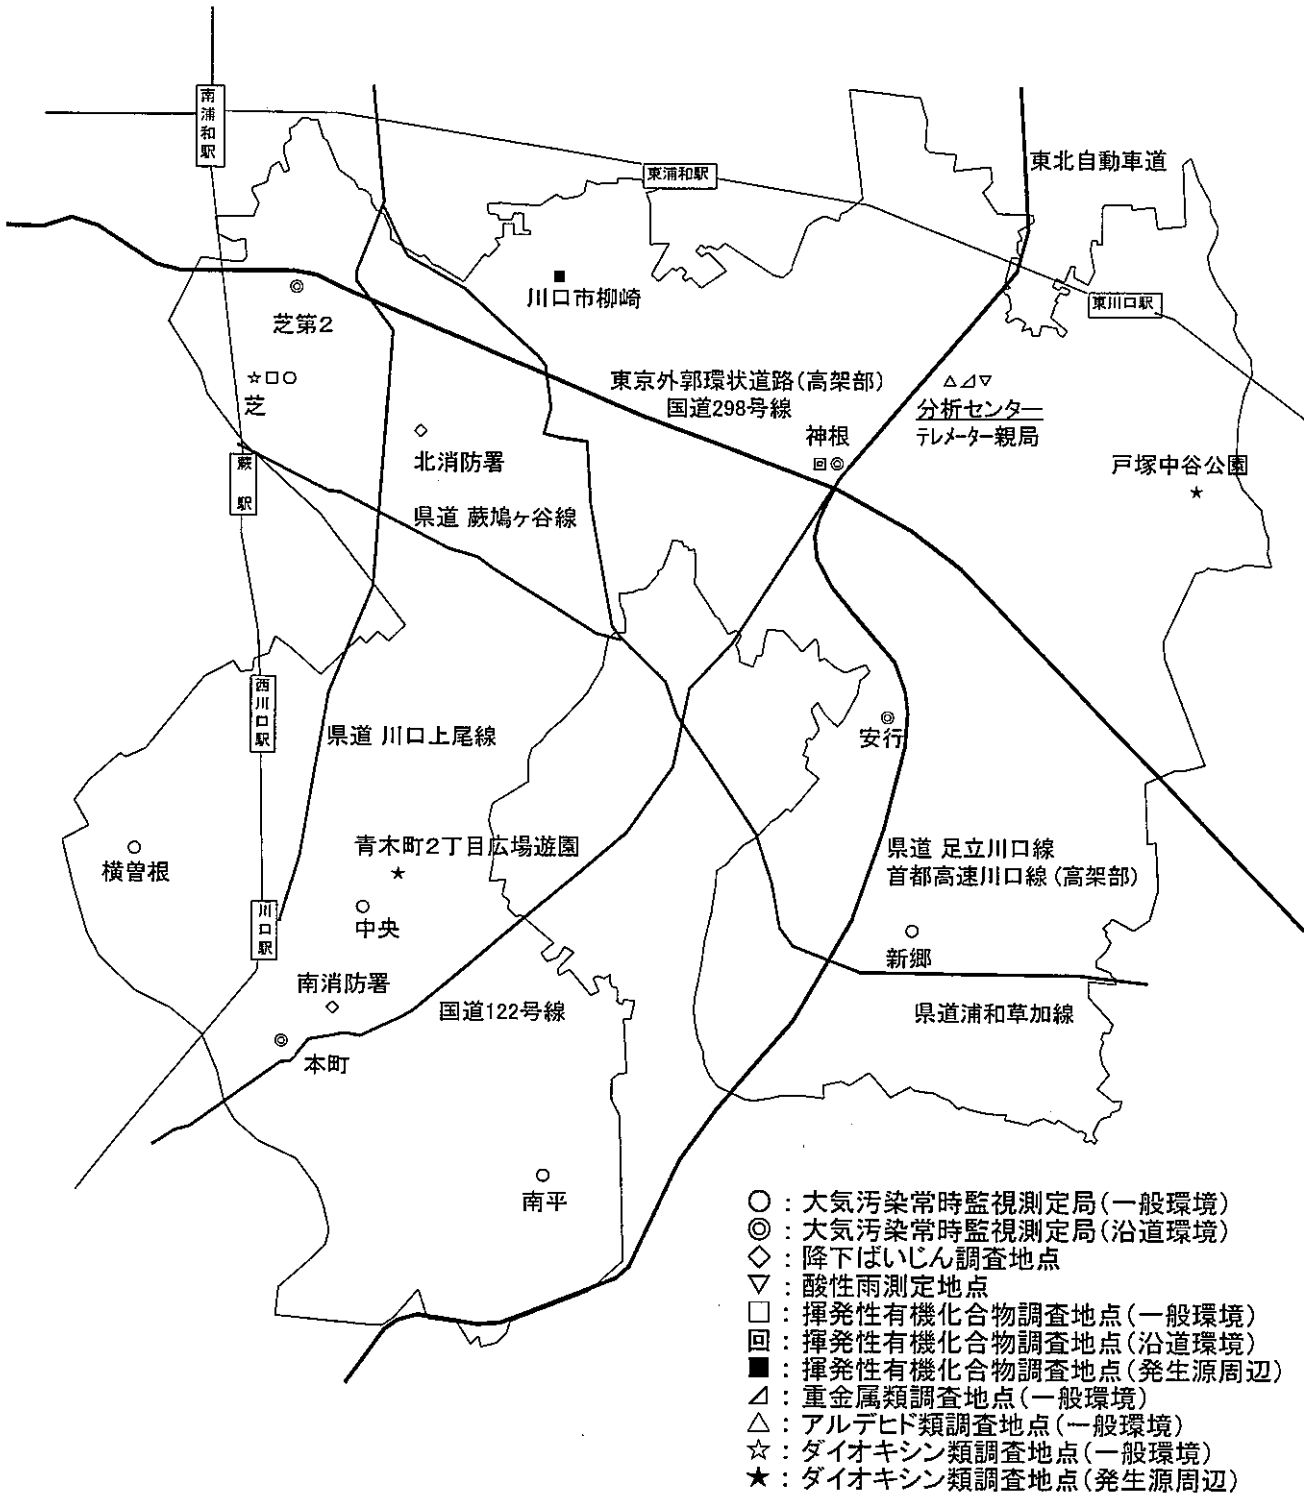 南浦和駅
東浦和駅
東北自動車道
川口市柳崎
東川口駅
芝第2
☆□○
芝
東京外郭環状道路(高架部)
国道298号線
分析センター
テレメーター親局
神根
北消防署
戸塚中谷公園
蕨駅
県道 蕨鳩ヶ谷線
西川口駅
県道 川口上尾線
安行
横曽根
青木町2丁目広場遊園
県道 足立川口線
首都高速川口線(高架部)
川口駅
中央
新郷
南消防署
国道122号線
県道浦和草加線
本町
南平
○:大気汚染常時監視測定局(一般環境)
◎:大気汚染常時監視測定局(沿道環境)
◇:降下ばいじん調査地点
▽:酸性雨測定地点
□:揮発性有機化合物調査地点(一般環境)
回:揮発性有機化合物調査地点(沿道環境)
■:揮発性有機化合物調査地点(発生源周辺)
⊿:重金属類調査地点(一般環境)
△:アルデヒド類調査地点(一般環境)
☆:ダイオキシン類調査地点(一般環境)
★:ダイオキシン類調査地点(発生源周辺)